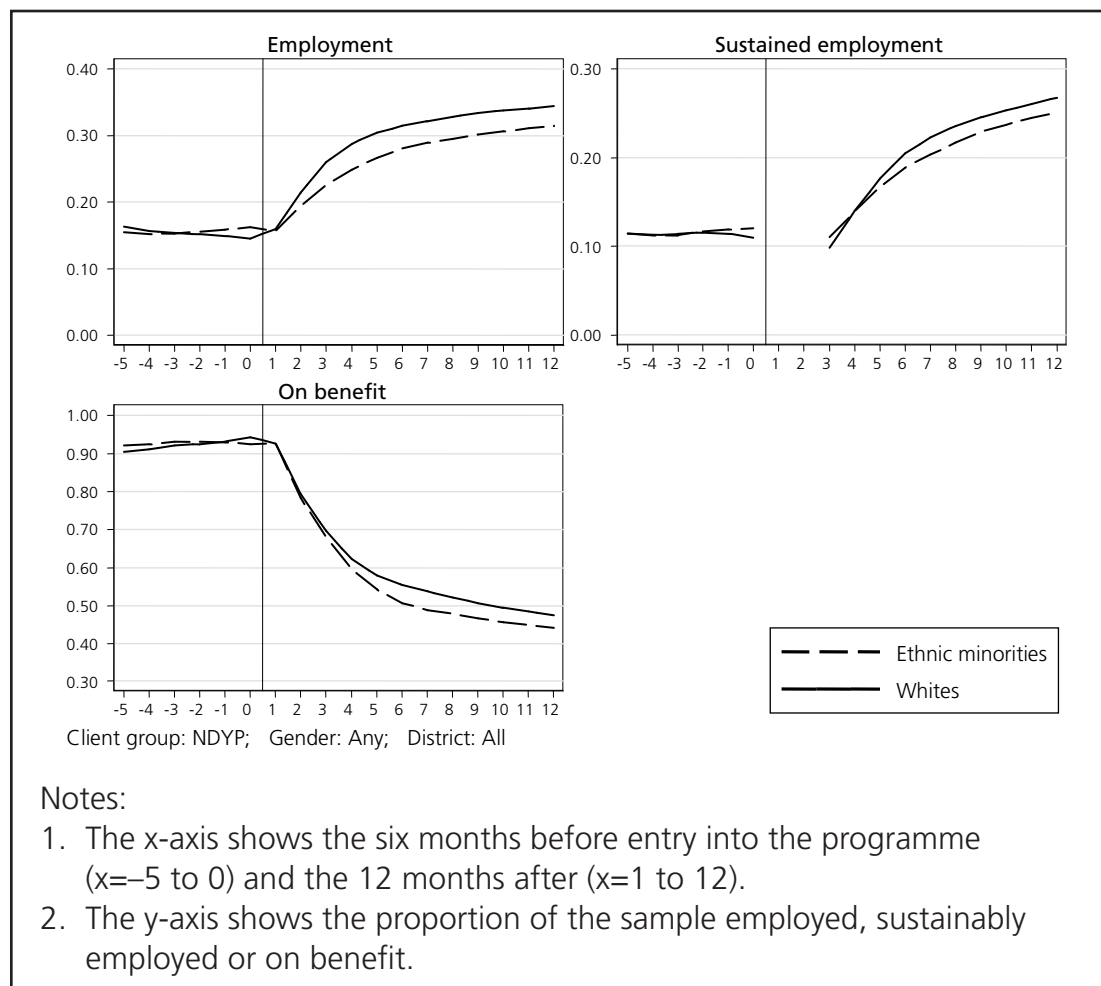 Employment
0.40
0.30
0.20
0.10
0.00
-5 -4 -3 -2 -1 0 1 2 3 4 5 6 7 8 9 10 11 12
Sustained employment
0.30
0.20
0.10
0.00
-5 -4 -3 -2 -1 0 1 2 3 4 5 6 7 8 9 10 11 12
On benefit
1.00
0.90
0.80
0.70
0.60
0.50
0.40
0.30
-5 -4 -3 -2 -1 0 1 2 3 4 5 6 7 8 9 10 11 12
Ethnic minorities
Whites
Client group: NDYP; Gender: Any; District: All
Notes:
1. The x-axis shows the six months before entry into the programme
(x=–5 to 0) and the 12 months after (x=1 to 12).
2. The y-axis shows the proportion of the sample employed, sustainably
employed or on benefit.